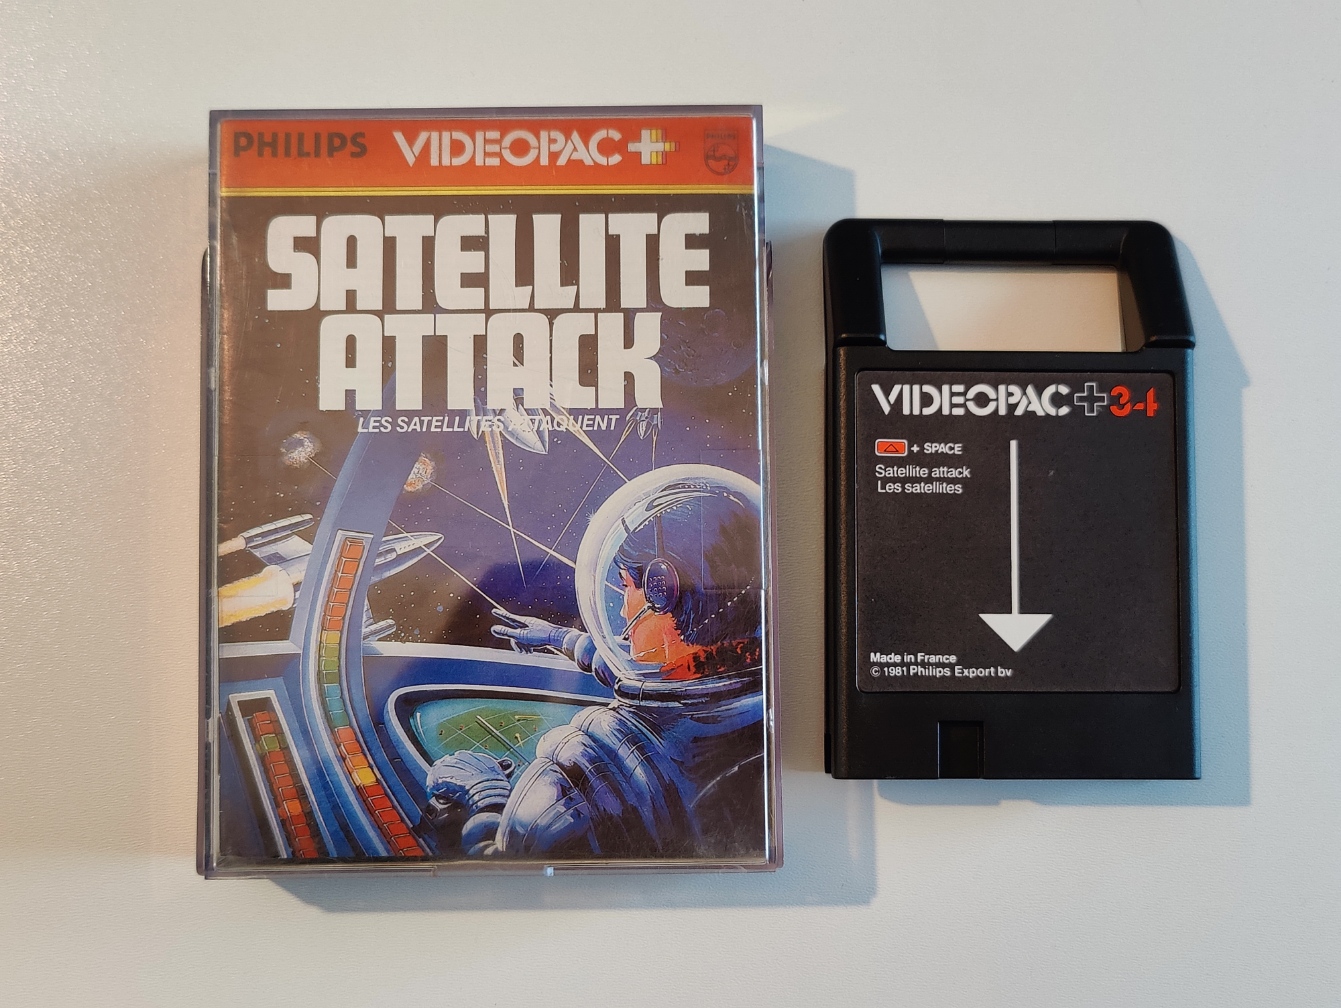 PHILIPS VIDEOPAC+
PHILIPS
SATELLITE
ATTACK
LES SATELLITES ATTAQUENT
VIDEOPAC+34
+ SPACE
Satellite attack
Les satellites
Made in France
© 1981 Philips Export bv